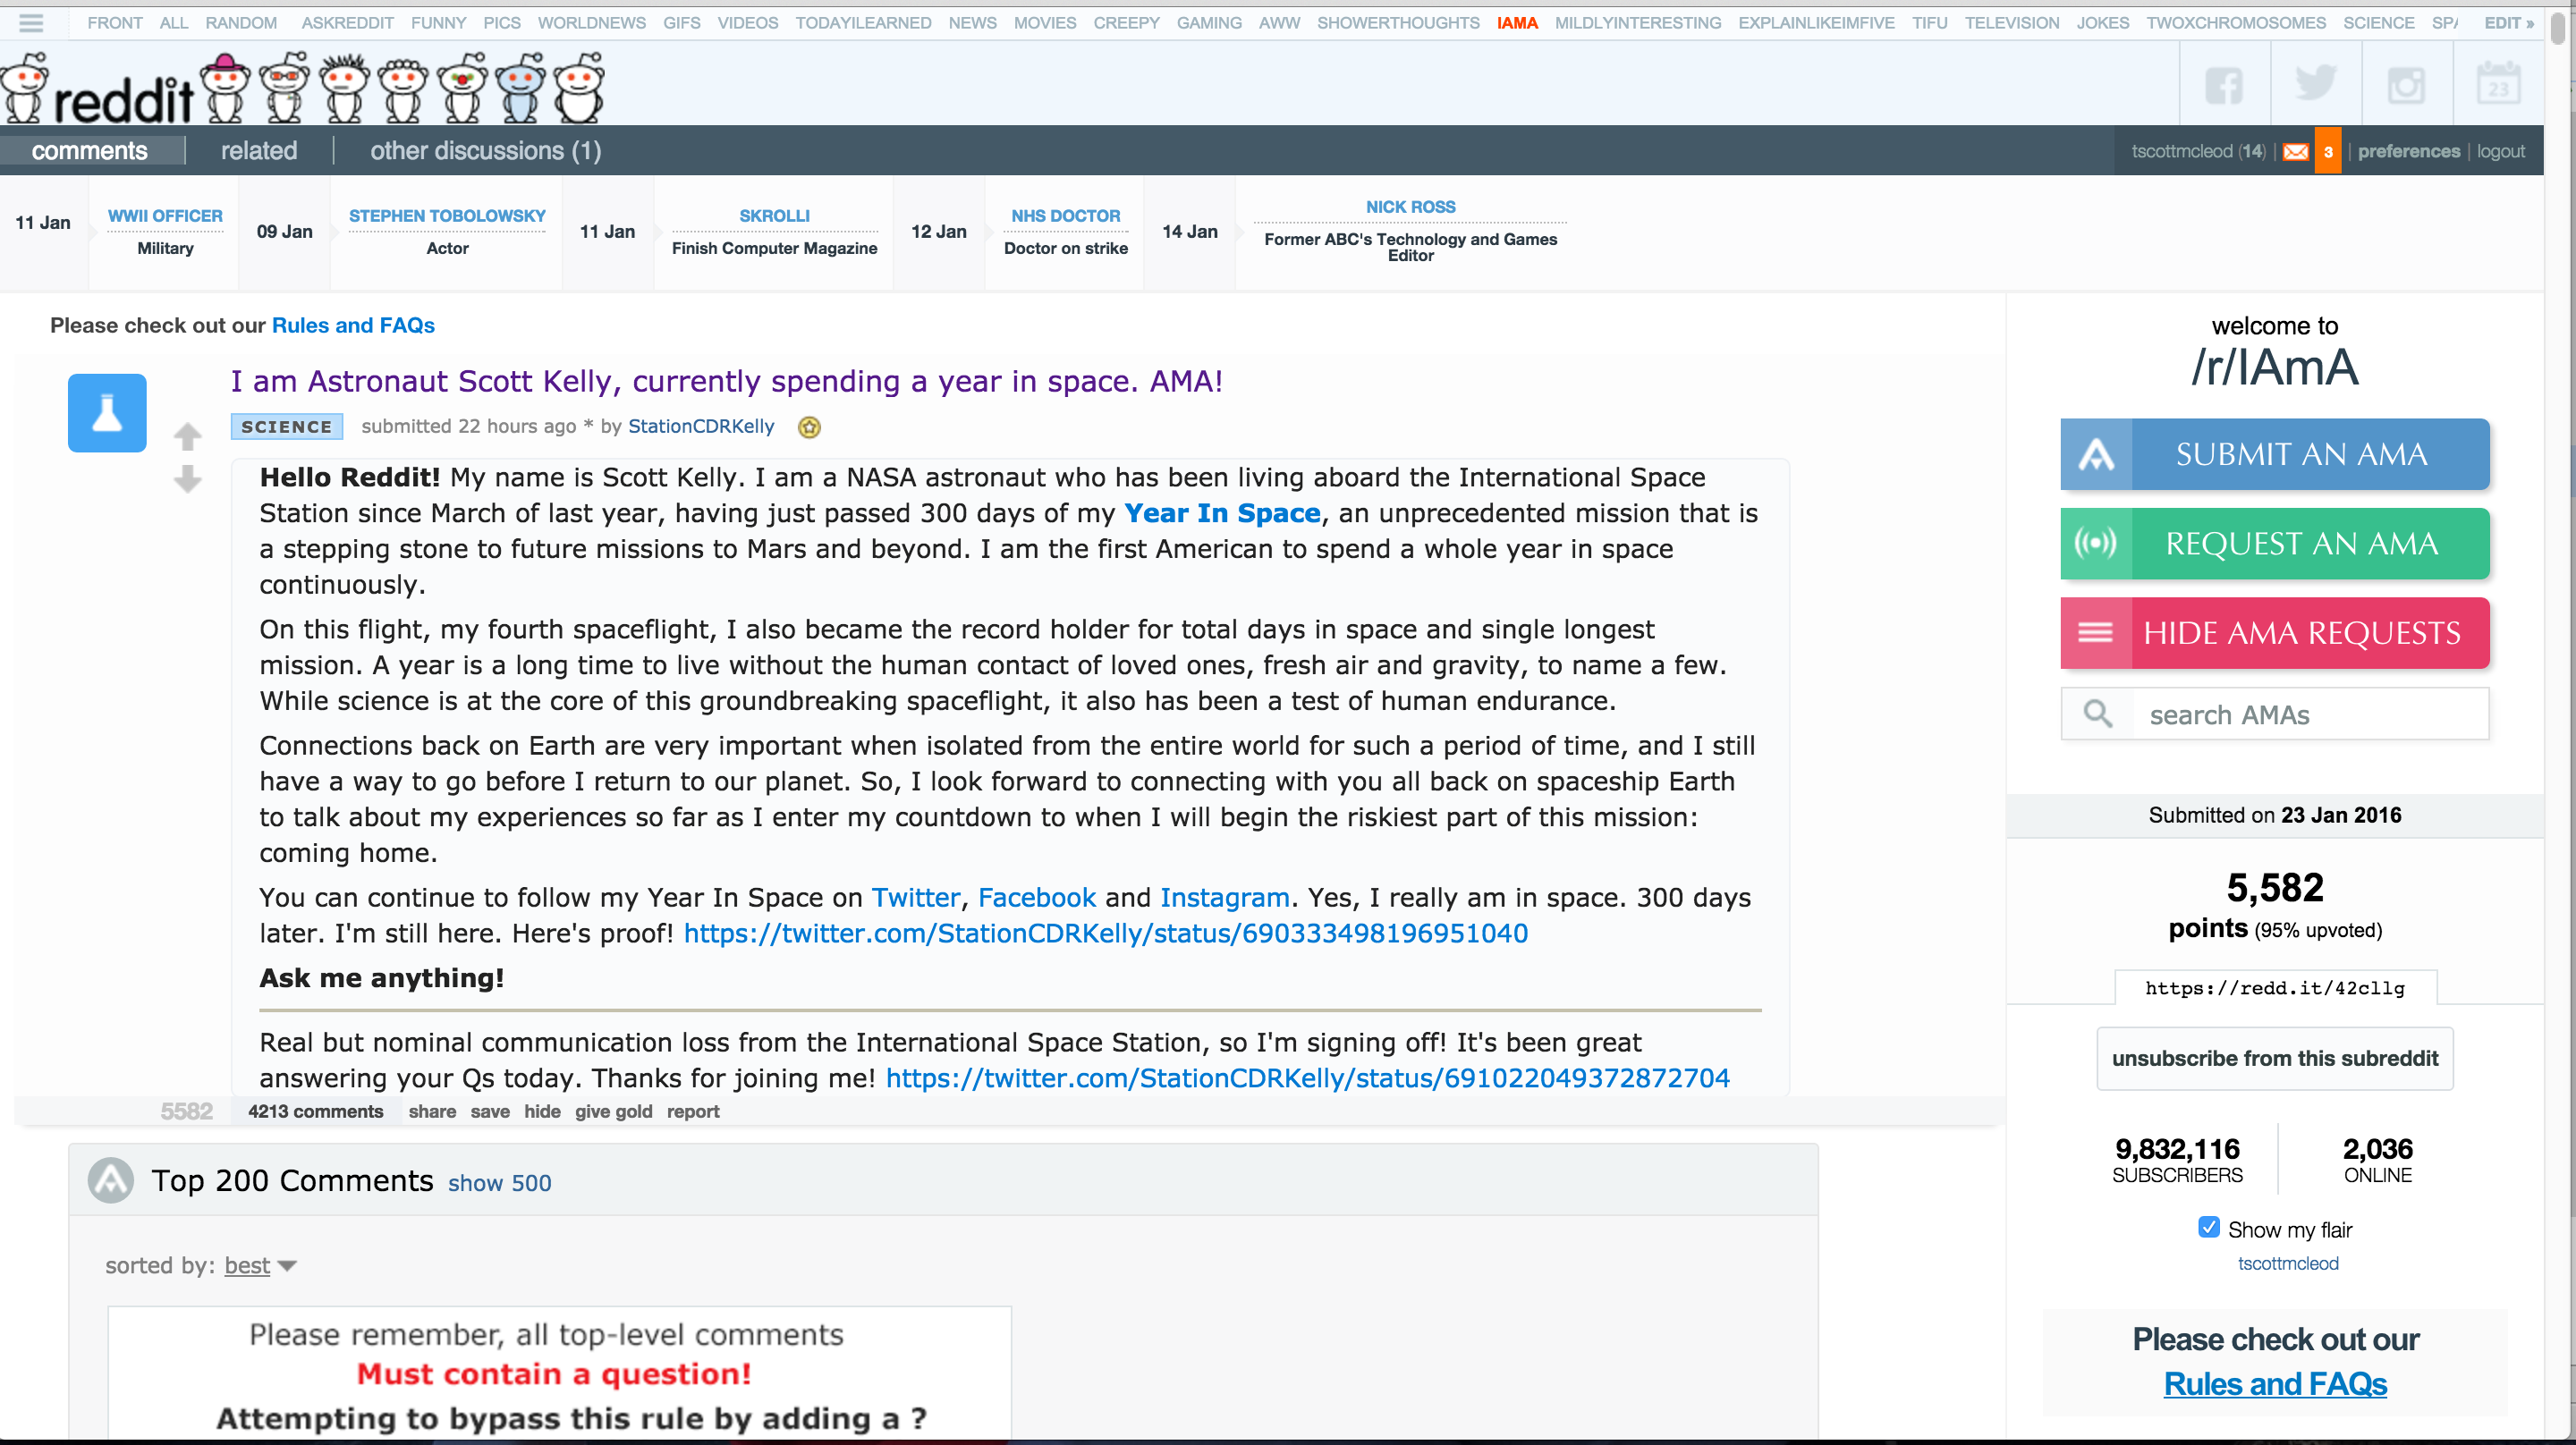 FRONT ALL RANDOM ASKREDDIT FUNNY PICS WORLDNEWS GIFS VIDEOS TODAYILEARNED NEWS MOVIES CREEPY GAMING AWW SHOWERTHOUGHTS IAMA MILDLYINTERESTING EXPLAINLIKEIMFIVE TIFU TELEVISION JOKES TWOXCHROMOSOMES SCIENCE EDIT »
reddit
23
comments related other discussions (1)
tscottmcleod (14) | 3 | preferences | logout
11 Jan
WWII OFFICER
Military
09 Jan
STEPHEN TOBOLOWSKY
Actor
11 Jan
SKROLLI
Finish Computer Magazine
12 Jan
NHS DOCTOR
Doctor on strike
14 Jan
NICK ROSS
Former ABC's Technology and Games
Editor
Please check out our Rules and FAQs
I am Astronaut Scott Kelly, currently spending a year in space. AMA!
SCIENCE submitted 22 hours ago * by StationCDRKelly
Hello Reddit! My name is Scott Kelly. I am a NASA astronaut who has been living aboard the International Space
Station since March of last year, having just passed 300 days of my Year In Space, an unprecedented mission that is
a stepping stone to future missions to Mars and beyond. I am the first American to spend a whole year in space
continuously.
On this flight, my fourth spaceflight, I also became the record holder for total days in space and single longest
mission. A year is a long time to live without the human contact of loved ones, fresh air and gravity, to name a few.
While science is at the core of this groundbreaking spaceflight, it also has been a test of human endurance.
Connections back on Earth are very important when isolated from the entire world for such a period of time, and I still
have a way to go before I return to our planet. So, I look forward to connecting with you all back on spaceship Earth
to talk about my experiences so far as I enter my countdown to when I will begin the riskiest part of this mission:
coming home.
You can continue to follow my Year In Space on Twitter, Facebook and Instagram. Yes, I really am in space. 300 days
later. I'm still here. Here's proof! https://twitter.com/StationCDRKelly/status/690333498196951040
Ask me anything!
Real but nominal communication loss from the International Space Station, so I'm signing off! It's been great
answering your Qs today. Thanks for joining me! https://twitter.com/StationCDRKelly/status/691022049372872704
5582 4213 comments share save hide give gold report
Top 200 Comments show 500
sorted by: best
Please remember, all top-level comments
Must contain a question!
Attempting to bypass this rule by adding a ?
welcome to
/r/IAmA
SUBMIT AN AMA
REQUEST AN AMA
HIDE AMA REQUESTS
search AMAs
Submitted on 23 Jan 2016
5,582
points (95% upvoted)
https://redd.it/42cllg
unsubscribe from this subreddit
9,832,116
SUBSCRIBERS
2,036
ONLINE
Show my flair
tscottmcleod
Please check out our
Rules and FAQs